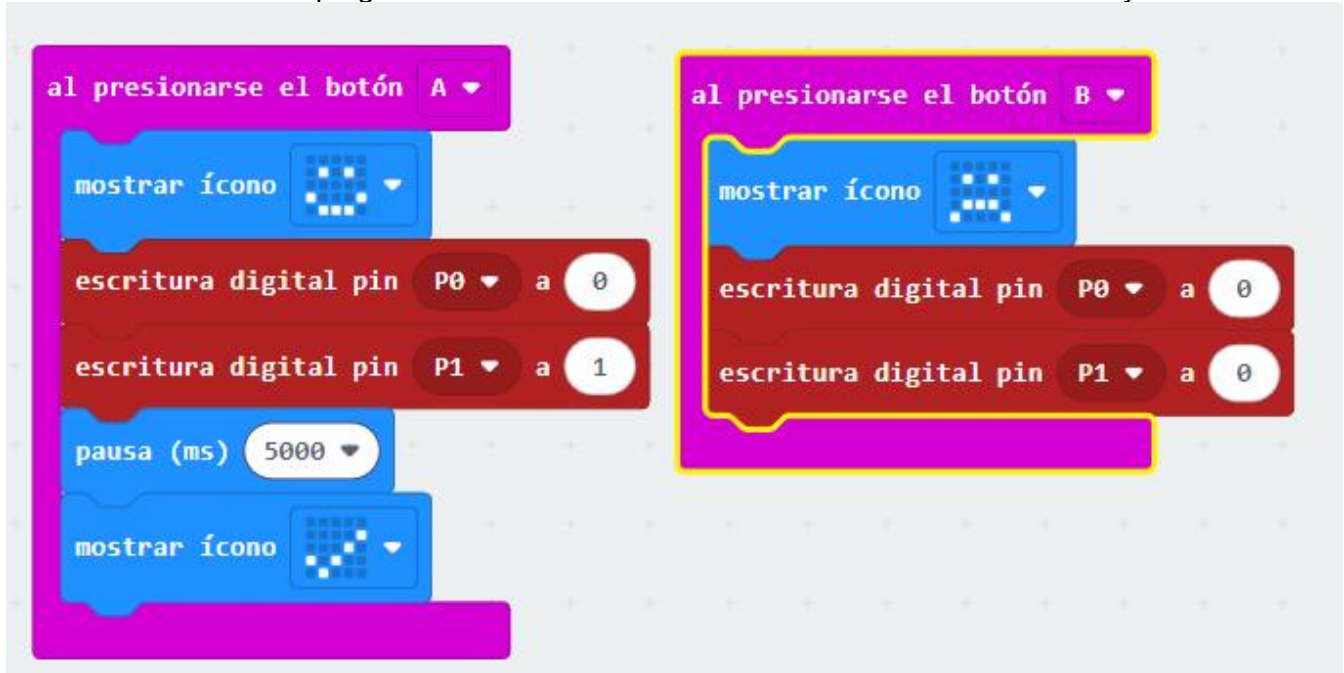 al presionarse el botón A
mostrar ícono
escritura digital pin P0 a 0
escritura digital pin P1 a 1
pausa (ms) 5000
mostrar ícono
al presionarse el botón B
mostrar ícono
escritura digital pin P0 a 0
escritura digital pin P1 a 0